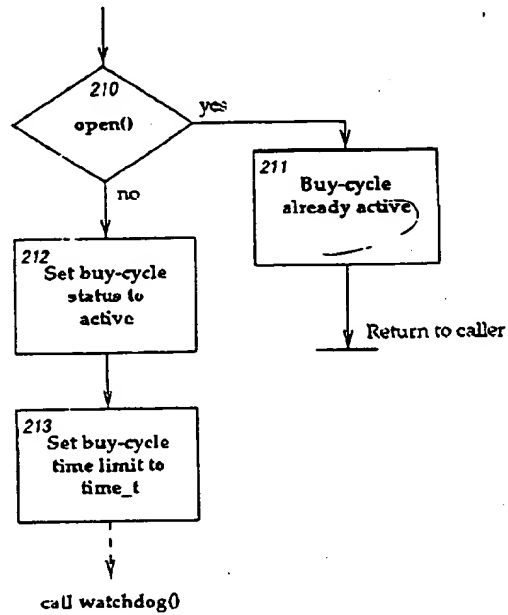 210
open()
yes
no
211
Buy-cycle
already active
Return to caller
212
Set buy-cycle
status to
active
213
Set buy-cycle
time limit to
time_t
call watchdog()